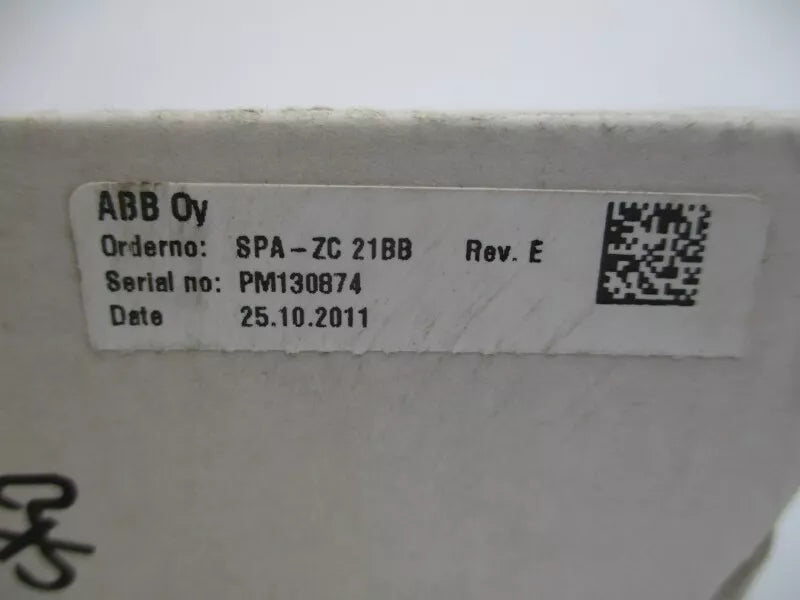 ABB Oy
Orderno: SPA-ZC 21BB Rev. E
Serial no: PM130874
Date 25.10.2011